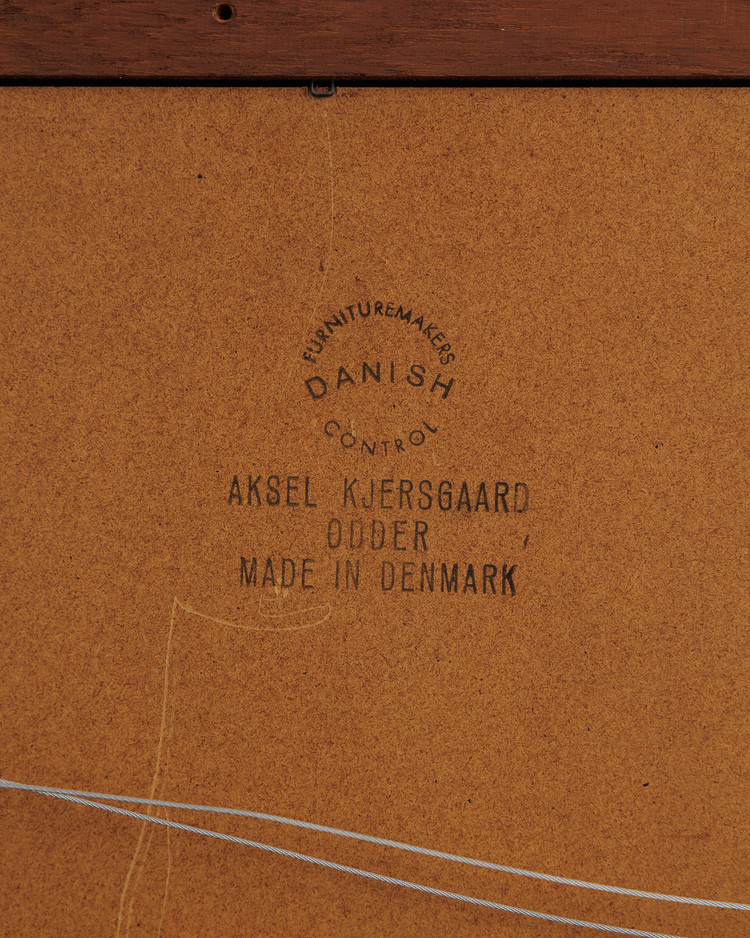 FURNITUREMAKERS
DANISH
CONTROL
AKSEL KJERSGAARD
ODDER
MADE IN DENMARK